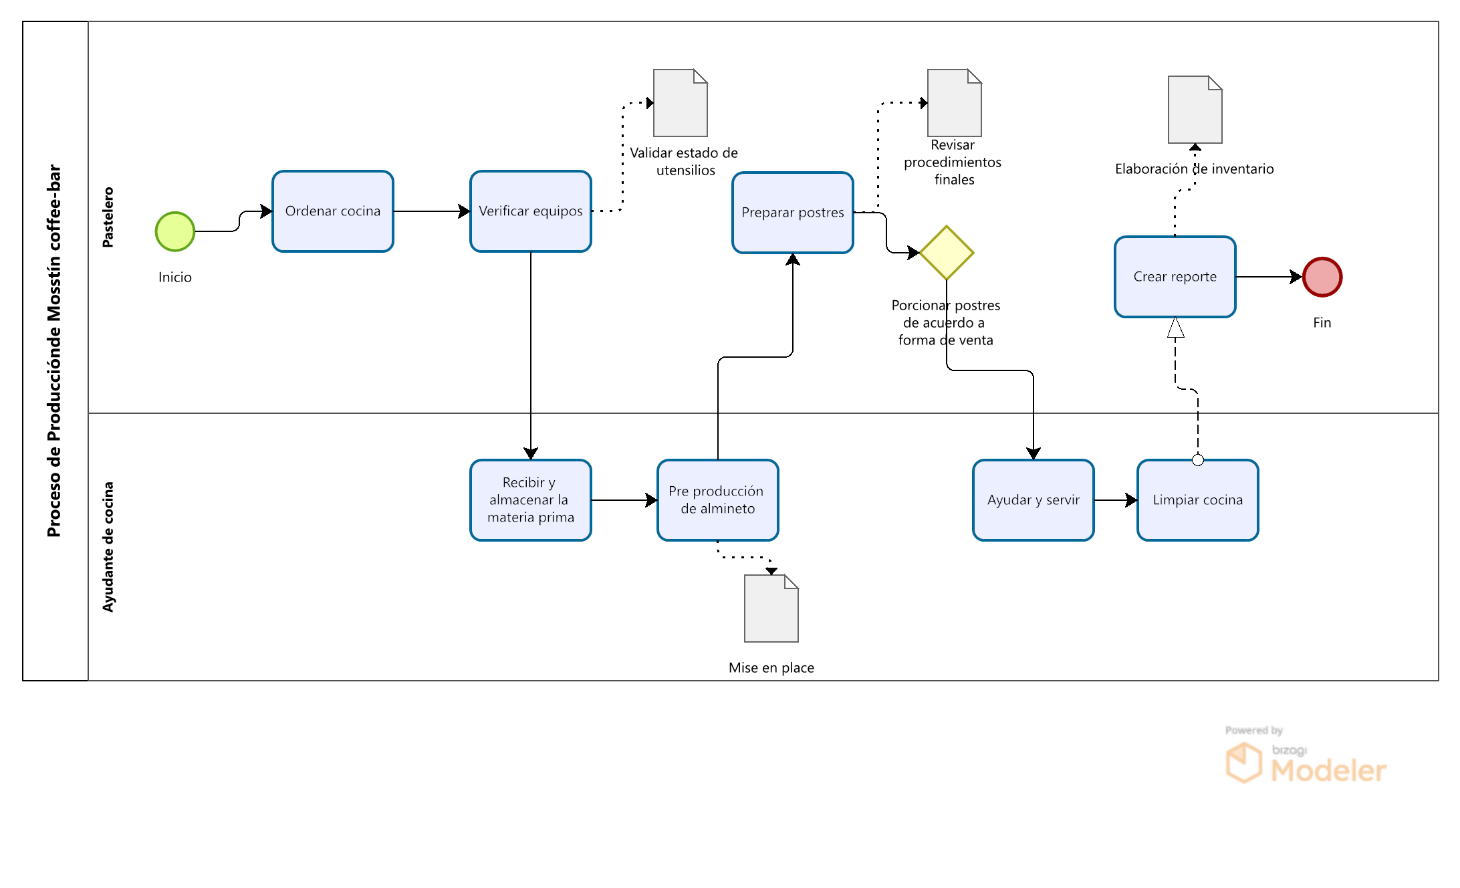 Proceso de Producciónde Mosstín coffee-bar
Pastelero
Inicio
Ordenar cocina
Verificar equipos
Validar estado de
utensilios
Preparar postres
Revisar
procedimientos
finales
Porcionar postres
de acuerdo a
forma de venta
Elaboración de inventario
Crear reporte
Fin
Ayudante de cocina
Recibir y
almacenar la
materia prima
Pre producción
de almineto
Mise en place
Ayudar y servir
Limpiar cocina
Powered by
bizagi
Modeler